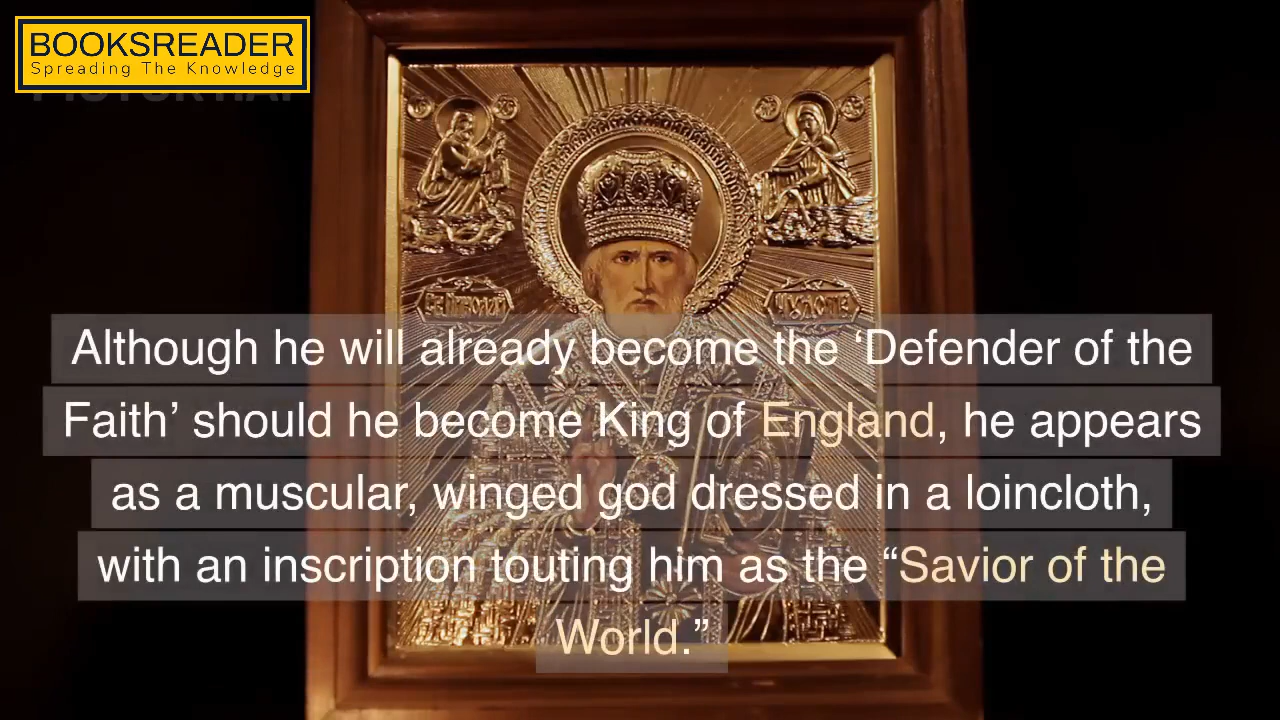 BOOKSREADER
Spreading The Knowledge
Although he will already become the ‘Defender of the
Faith’ should he become King of England, he appears
as a muscular, winged god dressed in a loincloth,
with an inscription touting him as the “Savior of the
World.”